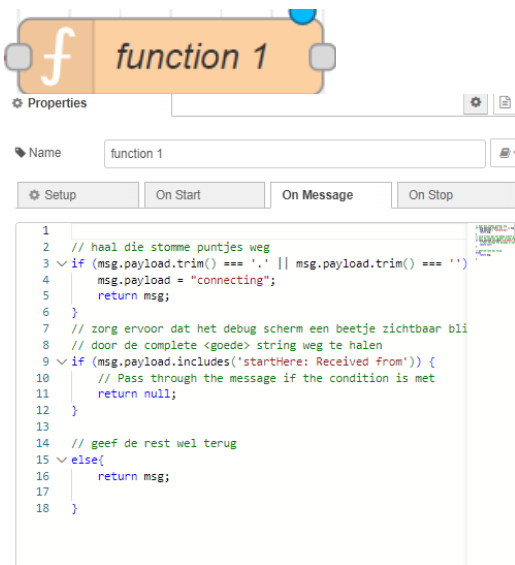 function 1
Properties
Name
function 1
Setup
On Start
On Message
On Stop
1
2 // haal die stomme puntjes weg
3 if (msg.payload.trim() === '.' || msg.payload.trim() === '')
4 msg.payload = "connecting";
5 return msg;
6 }
7 // zorg ervoor dat het debug scherm een beetje zichtbaar bli
8 // door de complete <goede> string weg te halen
9 if (msg.payload.includes('startHere: Received from')) {
10 // Pass through the message if the condition is met
11 return null;
12 }
13
14 // geef de rest wel terug
15 else{
16 return msg;
17
18 }